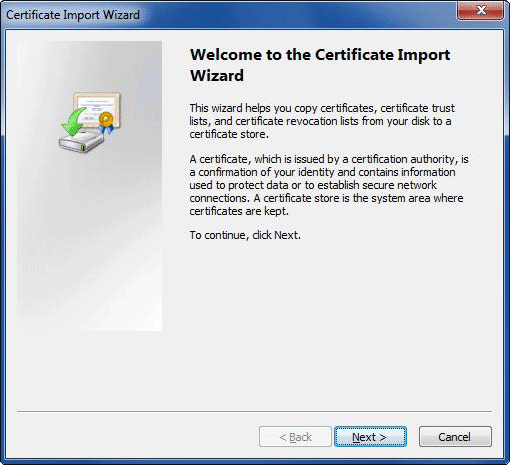 Certificate Import Wizard
Welcome to the Certificate Import
Wizard
This wizard helps you copy certificates, certificate trust
lists, and certificate revocation lists from your disk to a
certificate store.
A certificate, which is issued by a certification authority, is
a confirmation of your identity and contains information
used to protect data or to establish secure network
connections. A certificate store is the system area where
certificates are kept.
To continue, click Next.
< Back
Next >
Cancel